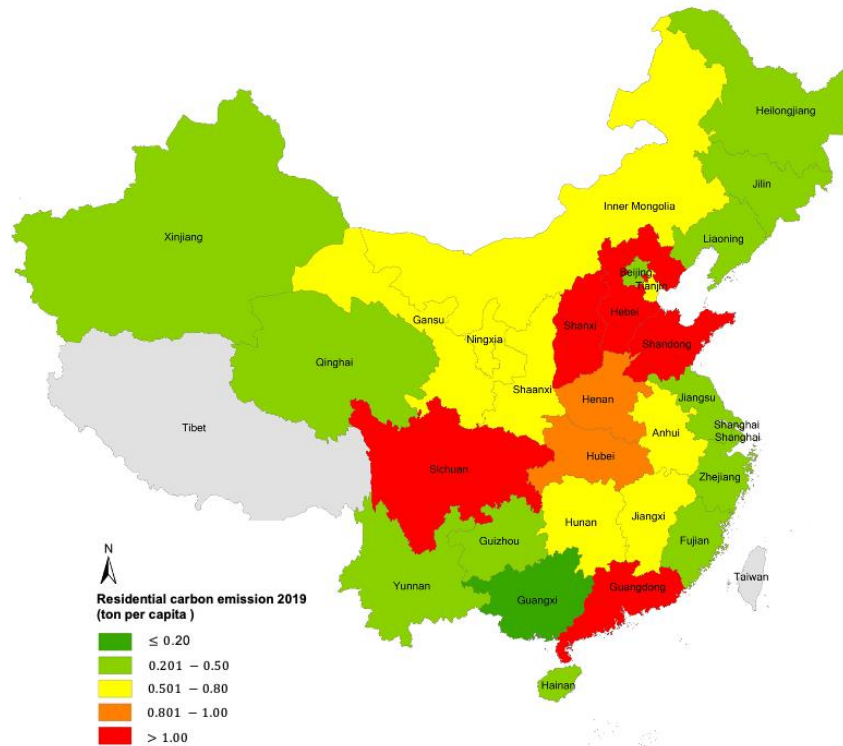 Heilongjiang
Jilin
Inner Mongolia
Xinjiang
Liaoning
Beijing
Tianjin
Gansu
Hebei
Shanxi
Ningxia
Shandong
Qinghai
Shaanxi
Henan
Jiangsu
Tibet
Shanghai
Anhui
Shanghai
Hubei
Sichuan
Zhejiang
Jiangxi
Hunan
Guizhou
Fujian
N
Taiwan
Yunnan
Guangdong
Residential carbon emission 2019
(ton per capita )
Guangxi
≤ 0.20
0.201 – 0.50
Hainan
0.501 – 0.80
0.801 – 1.00
> 1.00